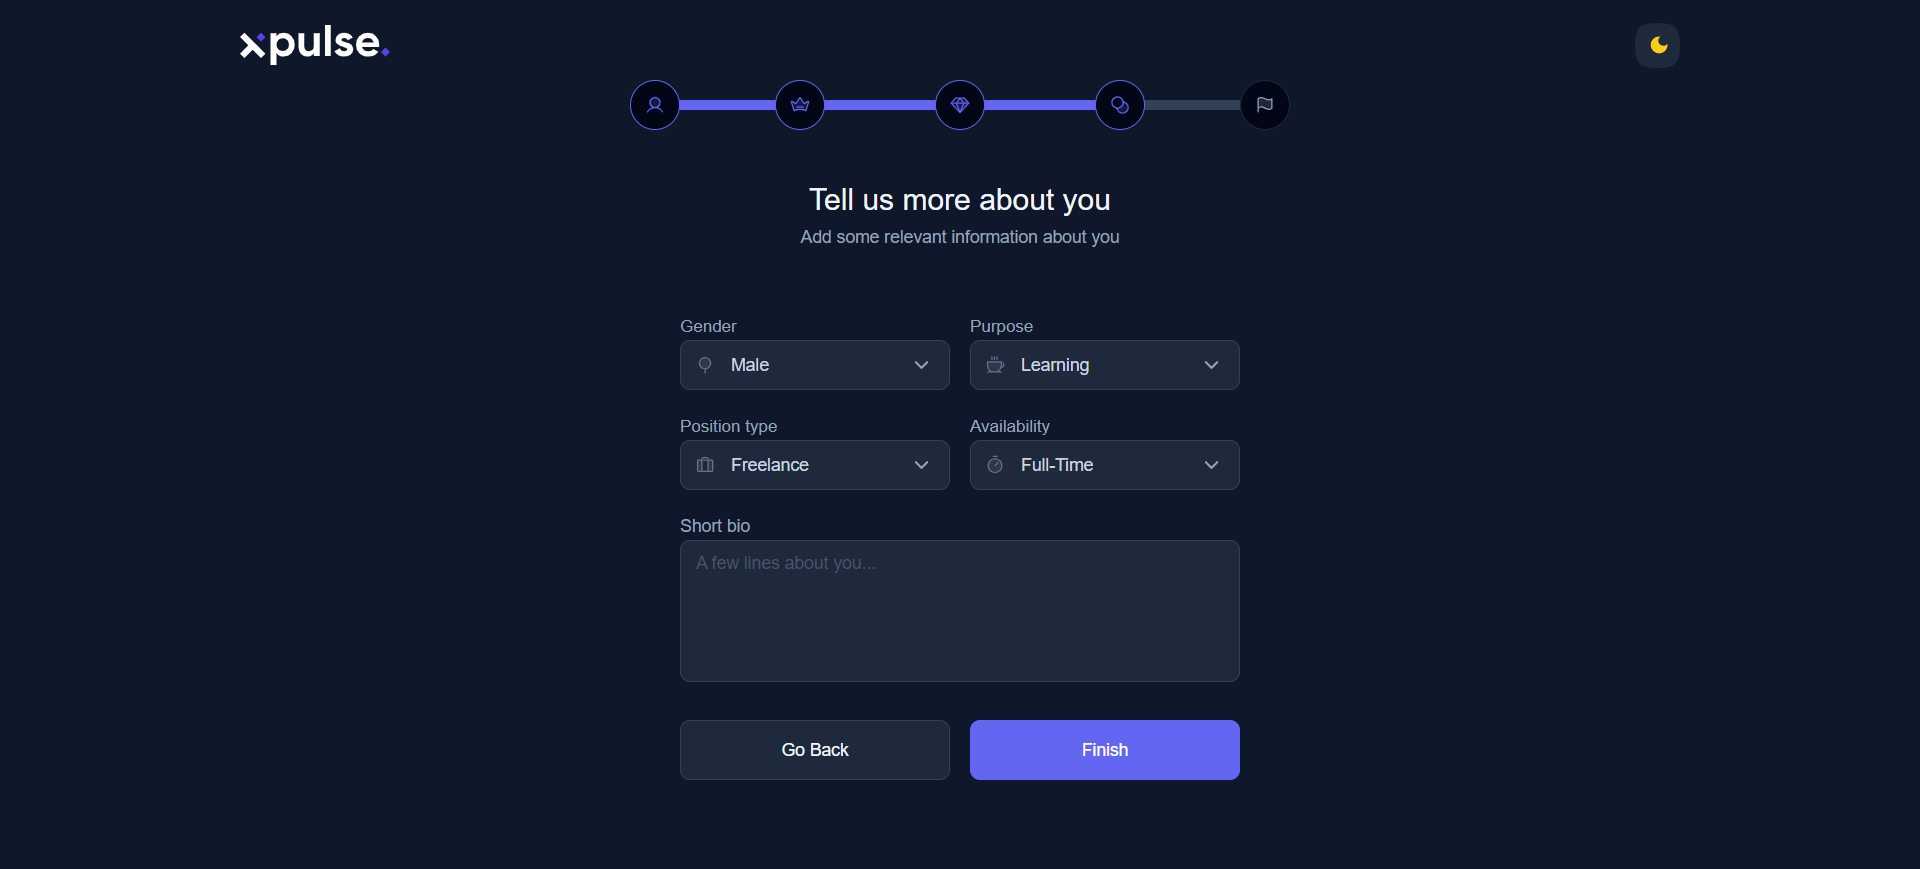 xpulse.
Tell us more about you
Add some relevant information about you
Gender
Purpose
Male
Learning
Position type
Availability
Freelance
Full-Time
Short bio
A few lines about you...
Go Back
Finish